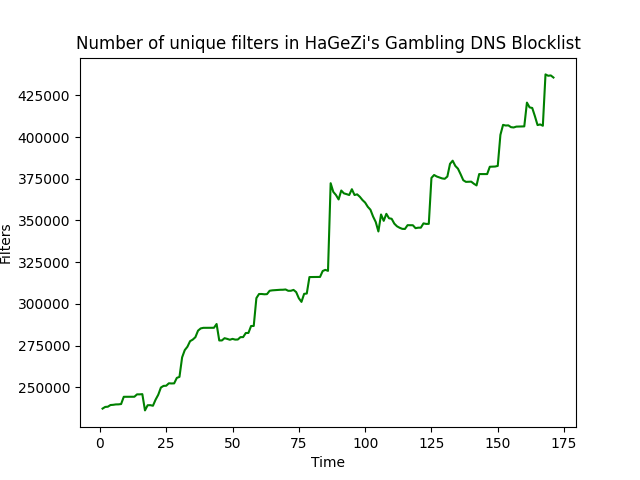 Number of unique filters in HaGeZi's Gambling DNS Blocklist
425000
400000
375000
350000
325000
300000
275000
250000
Filters
0 25 50 75 100 125 150 175
Time